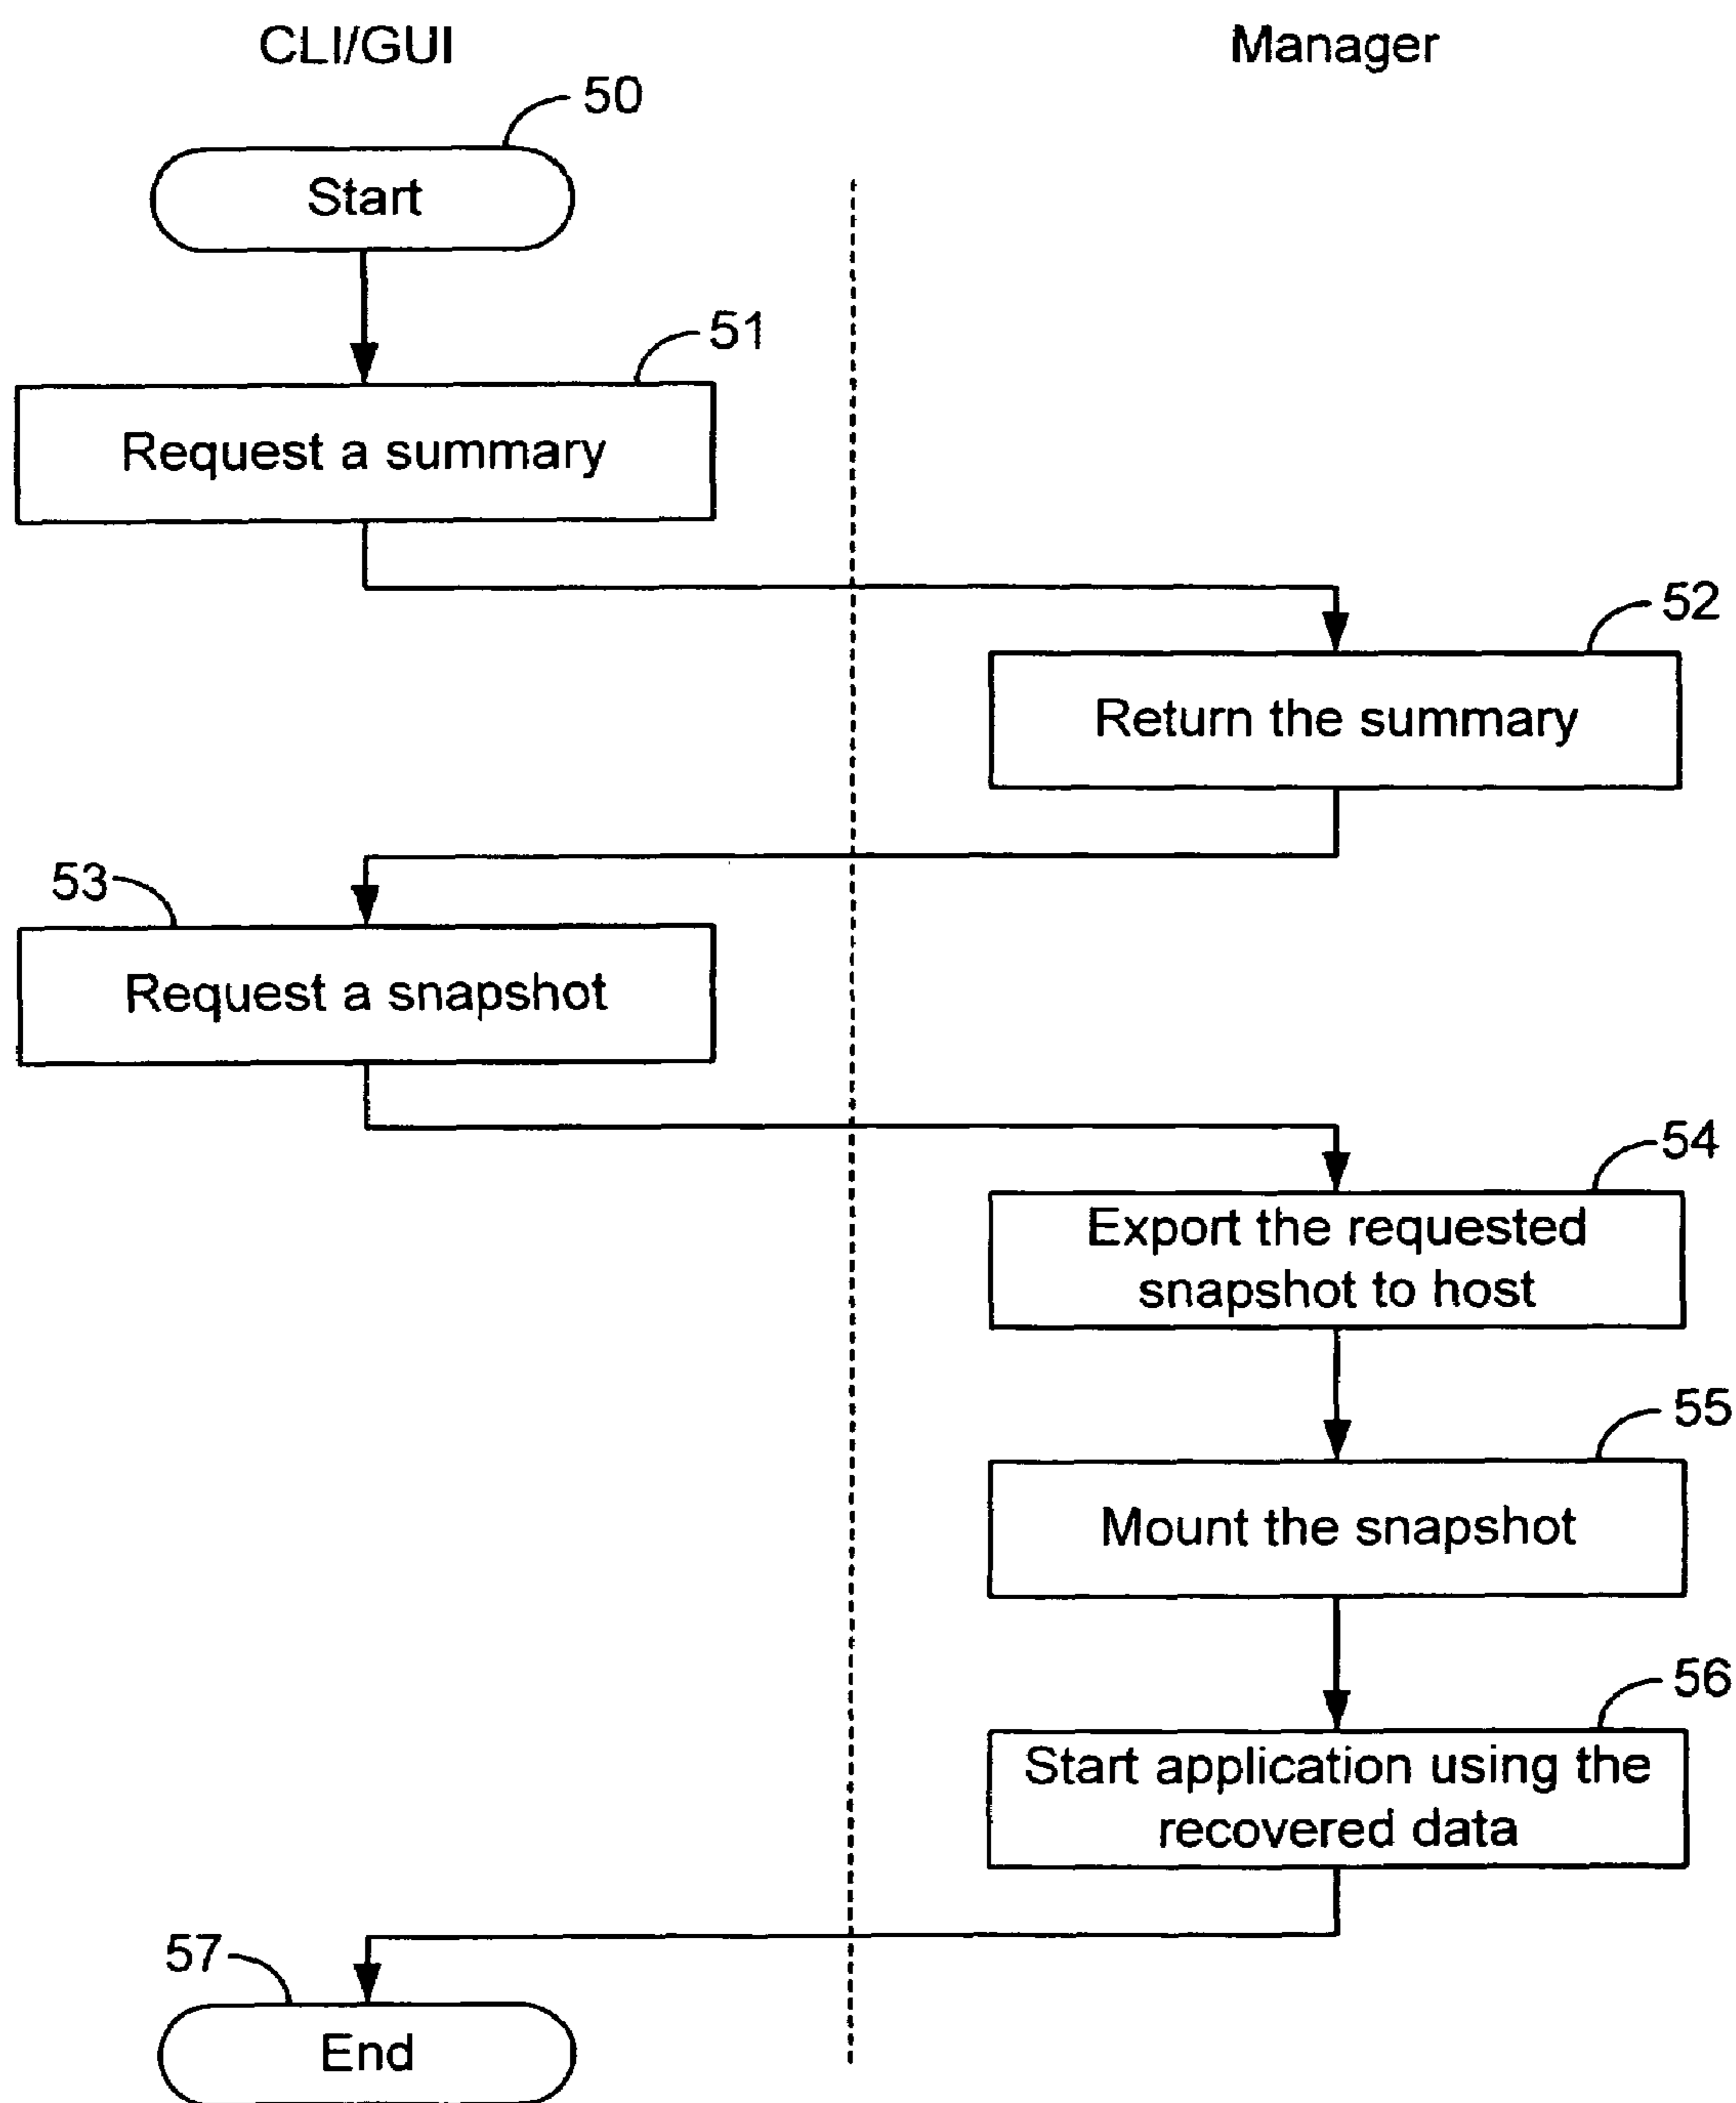 CLI/GUI
Manager
50
Start
51
Request a summary
52
Return the summary
53
Request a snapshot
54
Export the requested
snapshot to host
55
Mount the snapshot
56
Start application using the
recovered data
57
End